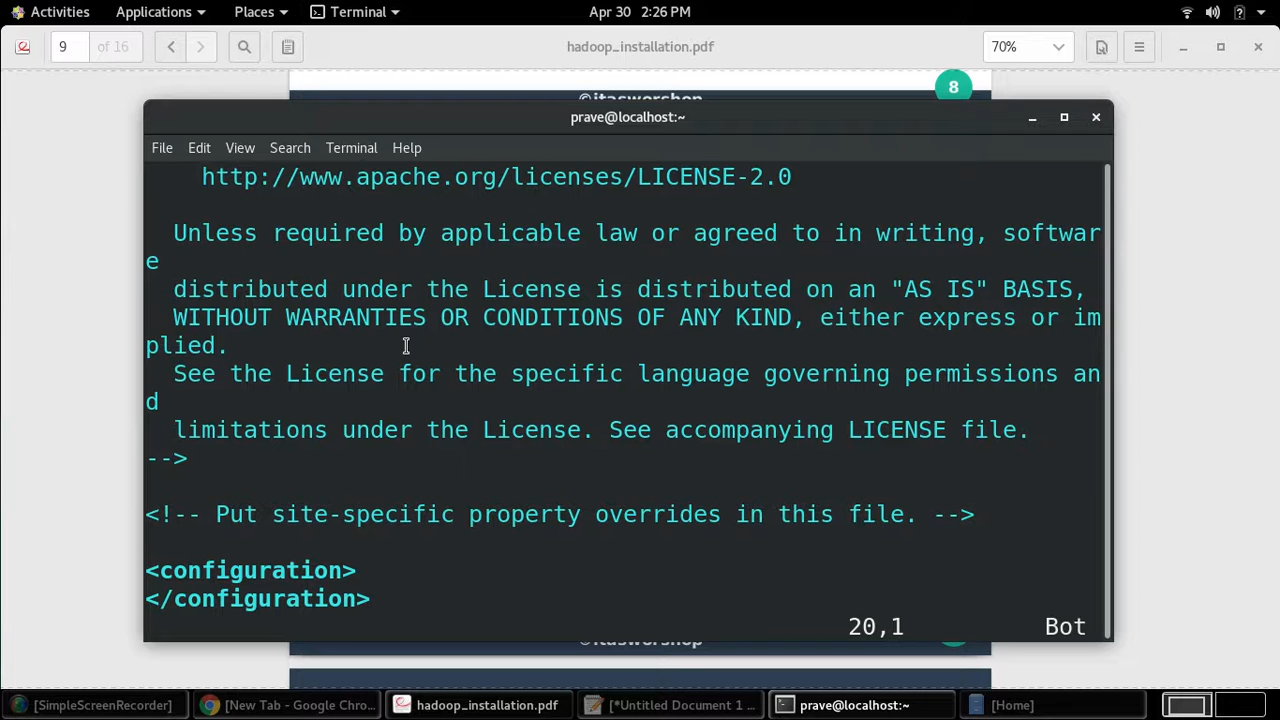 Activities
Applications
Places
Terminal
Apr 30 2:26 PM
9
of 16
hadoop_installation.pdf
70%
8
prave@localhost:~
File Edit View Search Terminal Help
http://www.apache.org/licenses/LICENSE-2.0
Unless required by applicable law or agreed to in writing, softwar
e
distributed under the License is distributed on an "AS IS" BASIS,
WITHOUT WARRANTIES OR CONDITIONS OF ANY KIND, either express or im
plied.
See the License for the specific language governing permissions an
d
limitations under the License. See accompanying LICENSE file.
-->
<!-- Put site-specific property overrides in this file. -->
<configuration>
</configuration>
20,1
Bot
[SimpleScreenRecorder]
[New Tab - Google Chro...
hadoop_installation.pdf
[*Untitled Document 1 ...
prave@localhost:~
[Home]